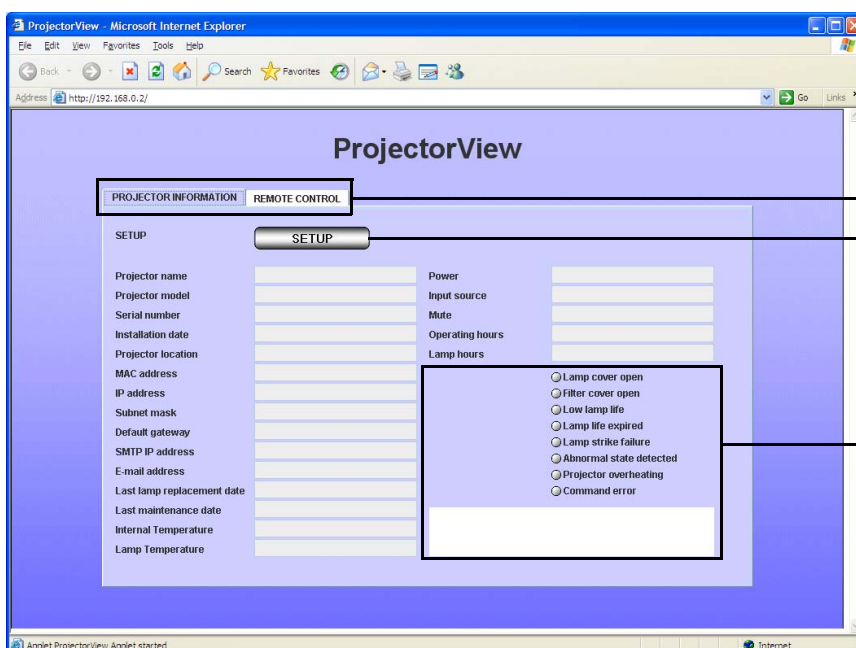 ProjectorView - Microsoft Internet Explorer
File Edit View Favorites Tools Help
Back Search Favorites
Address http://192.168.0.2/ Go Links
ProjectorView
PROJECTOR INFORMATION REMOTE CONTROL
SETUP SETUP
Projector name
Projector model
Serial number
Installation date
Projector location
MAC address
IP address
Subnet mask
Default gateway
SMTP IP address
E-mail address
Last lamp replacement date
Last maintenance date
Internal Temperature
Lamp Temperature
Power
Input source
Mute
Operating hours
Lamp hours
Lamp cover open
Filter cover open
Low lamp life
Lamp life expired
Lamp strike failure
Abnormal state detected
Projector overheating
Command error
Applet ProjectorView Applet started Internet